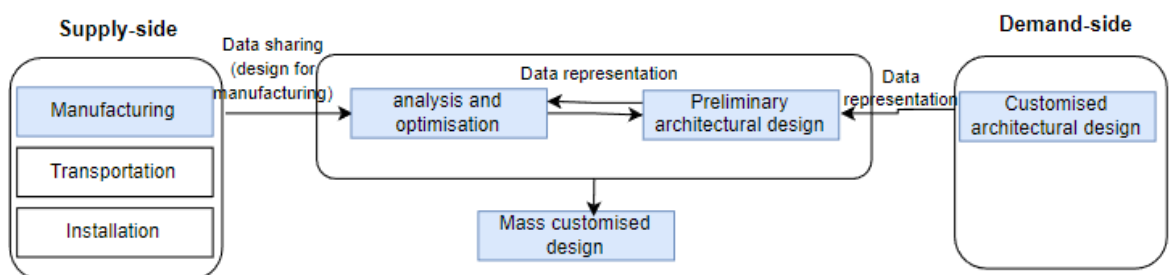 Supply-side
Demand-side
Data sharing
(design for
manufacturing)
Data representation
Data
representation
Manufacturing
analysis and
optimisation
Preliminary
architectural design
Customised
architectural design
Transportation
Installation
Mass customised
design